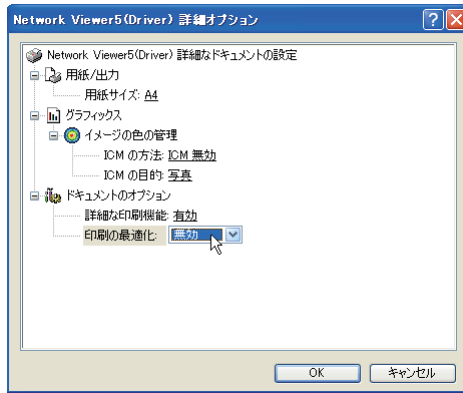 Network Viewer5(Driver) 詳細オプション
Network Viewer5(Driver) 詳細なドキュメントの設定
用紙/出力
用紙サイズ: A4
グラフィックス
イメージの色の管理
ICM の方法: ICM 無効
ICM の目的: 写真
ドキュメントのオプション
詳細な印刷機能: 有効
印刷の最適化: 無効
OK キャンセル